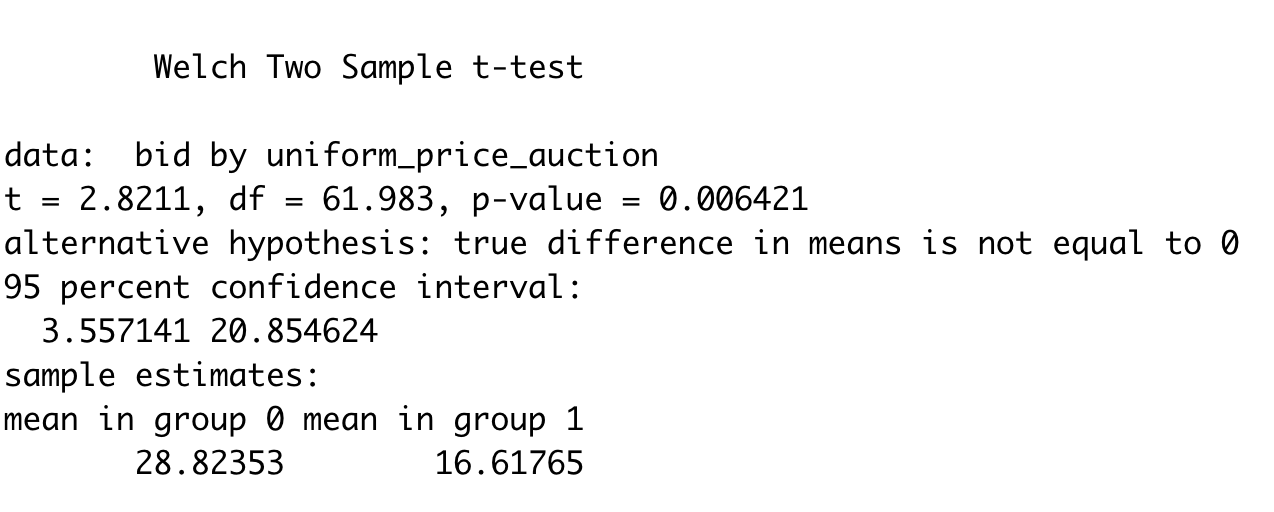 Welch Two Sample t-test
data:  bid by uniform_price_auction
t = 2.8211, df = 61.983, p-value = 0.006421
alternative hypothesis: true difference in means is not equal to 0
95 percent confidence interval:
3.557141 20.854624
sample estimates:
mean in group 0 mean in group 1
28.82353        16.61765